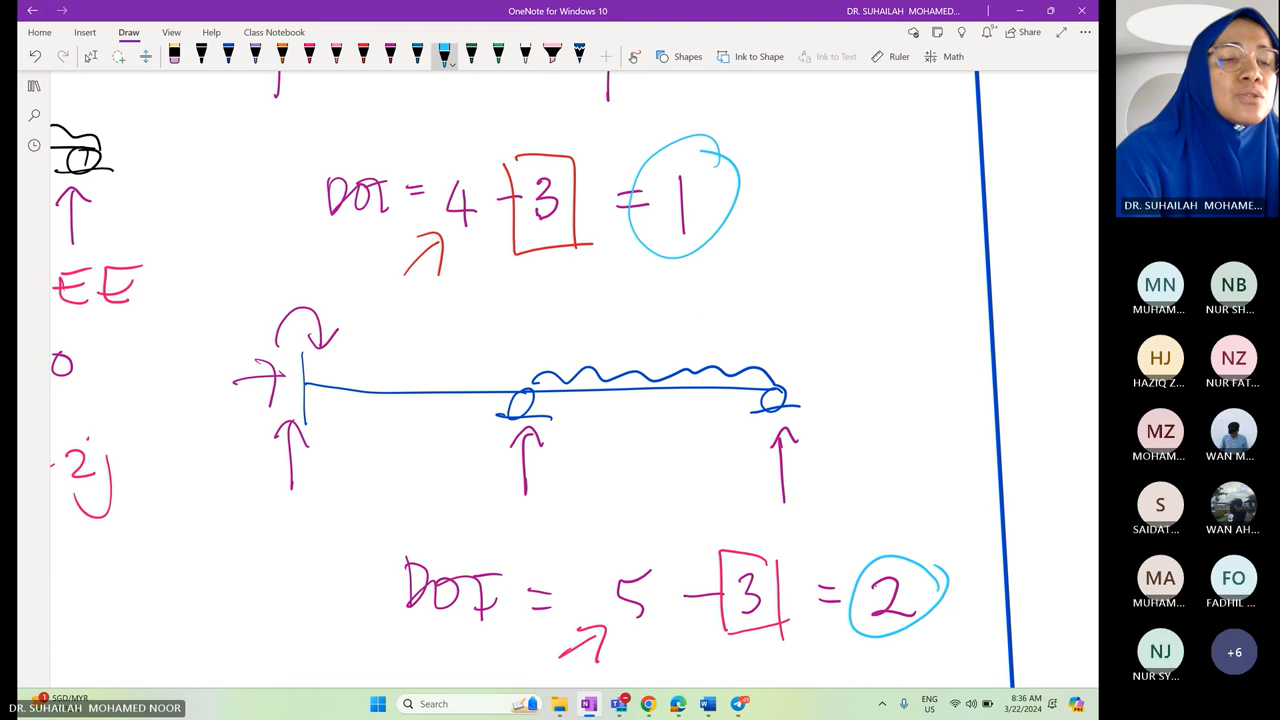 OneNote for Windows 10
DR. SUHAILAH MOHAMED...
Home Insert Draw View Help Class Notebook
Share
Shapes Ink to Shape Ink to Text Ruler Math
DOI = 4 - 3 = 1
EE
0
- 2j
DOI = 5 - 3 = 2
DR. SUHAILAH MOHAME...
MN NB
MUHAM... NUR SH...
HJ NZ
HAZIQ Z... NUR FAT...
MZ
MOHAM... WAN M...
S
SAIDAT... WAN AH...
MA FO
MUHAM... FADHIL ...
NJ +6
NUR SY...
SGD/MYR
DR. SUHAILAH MOHAMED NOOR
Search
ENG
US
8:36 AM
3/22/2024